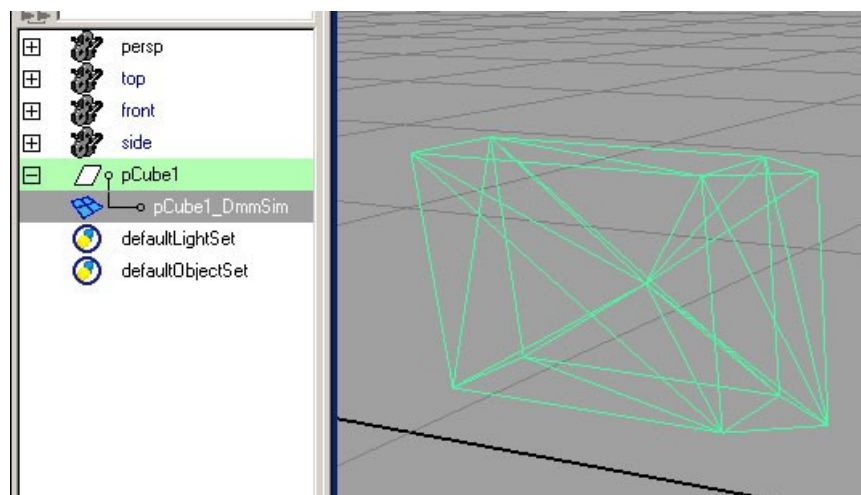 persp
top
front
side
pCube1
pCube1_DmmSim
defaultLightSet
defaultObjectSet